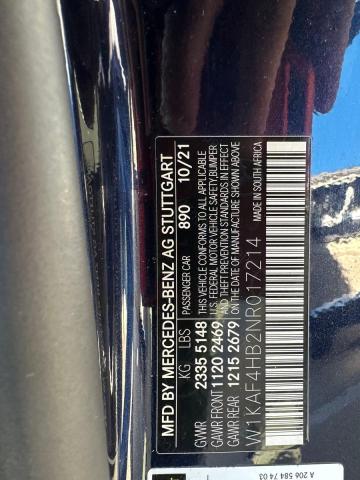 MFD BY MERCEDES-BENZ AG STUTTGART
KG LBS PASSENGER CAR 890 10/21
GVWR 2335 5148
GAWR FRONT 1120 2469
GAWR REAR 1215 2679
THIS VEHICLE CONFORMS TO ALL APPLICABLE
U.S. FEDERAL MOTOR VEHICLE SAFETY, BUMPER
AND THEFT PREVENTION STANDARDS IN EFFECT
ON THE DATE OF MANUFACTURE SHOWN ABOVE
W1KAF4HB2NR017214 MADE IN SOUTH AFRICA
A 206 584 74 03